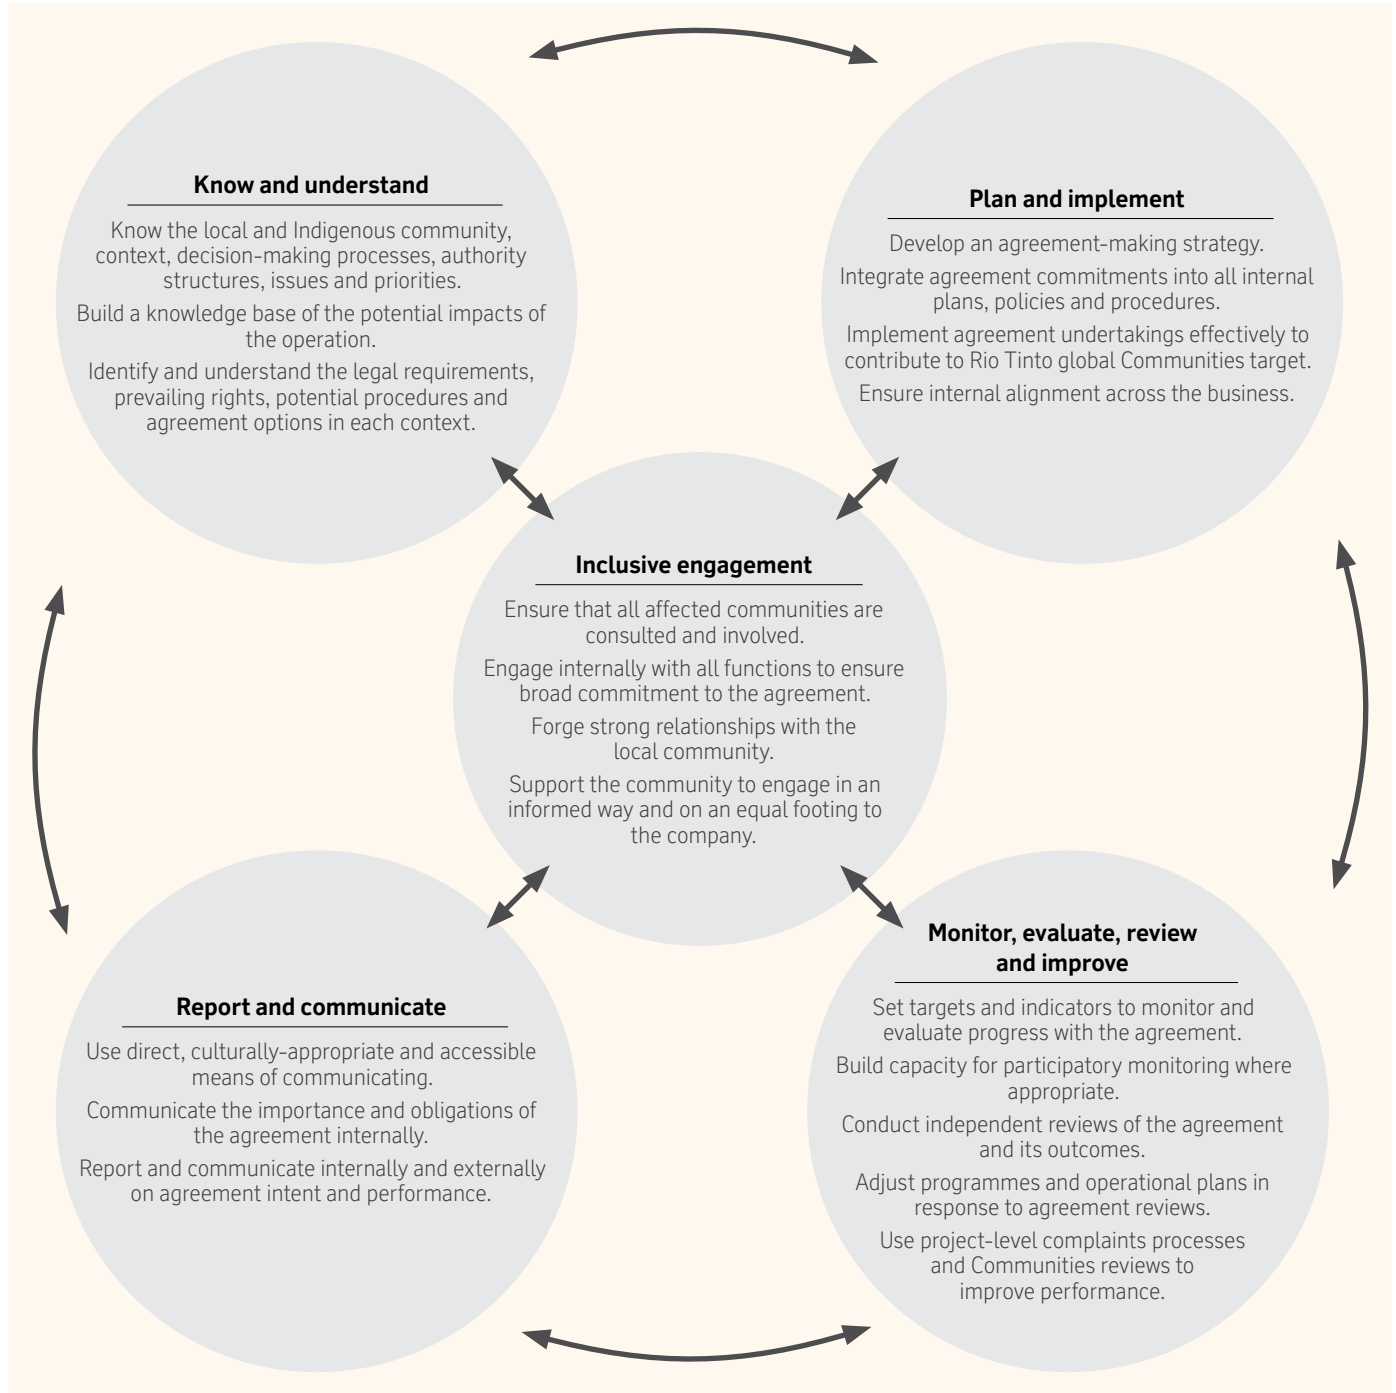 Know and understand
Know the local and Indigenous community,
context, decision-making processes, authority
structures, issues and priorities.
Build a knowledge base of the potential impacts of
the operation.
Identify and understand the legal requirements,
prevailing rights, potential procedures and
agreement options in each context.
Plan and implement
Develop an agreement-making strategy.
Integrate agreement commitments into all internal
plans, policies and procedures.
Implement agreement undertakings effectively to
contribute to Rio Tinto global Communities target.
Ensure internal alignment across the business.
Inclusive engagement
Ensure that all affected communities are
consulted and involved.
Engage internally with all functions to ensure
broad commitment to the agreement.
Forge strong relationships with the
local community.
Support the community to engage in an
informed way and on an equal footing to
the company.
Report and communicate
Use direct, culturally-appropriate and accessible
means of communicating.
Communicate the importance and obligations of
the agreement internally.
Report and communicate internally and externally
on agreement intent and performance.
Monitor, evaluate, review
and improve
Set targets and indicators to monitor and
evaluate progress with the agreement.
Build capacity for participatory monitoring where
appropriate.
Conduct independent reviews of the agreement
and its outcomes.
Adjust programmes and operational plans in
response to agreement reviews.
Use project-level complaints processes
and Communities reviews to
improve performance.